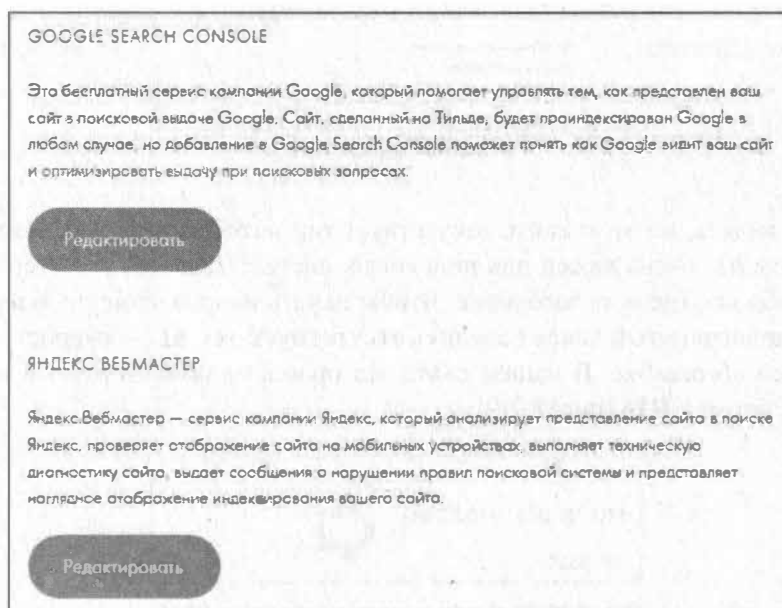 GOOGLE SEARCH CONSOLE
Это бесплатный сервис компании Google, который помогает управлять тем, как представлен ваш
сайт в поисковой выдаче Google. Сайт, сделанный на Тильде, будет проиндексирован Google в
любом случае, но добавление в Google Search Console поможет понять как Google видит ваш сайт
и оптимизировать выдачу при поисковых запросах.
Редактировать
ЯНДЕКС ВЕБМАСТЕР
Яндекс.Вебмастер — сервис компании Яндекс, который анализирует представление сайта в поиске
Яндекс, проверяет отображение сайта на мобильных устройствах, выполняет техническую
диагностику сайта, выдает сообщения о нарушении правил поисковой системы и представляет
наглядное отображение индексирования вашего сайта.
Редактировать